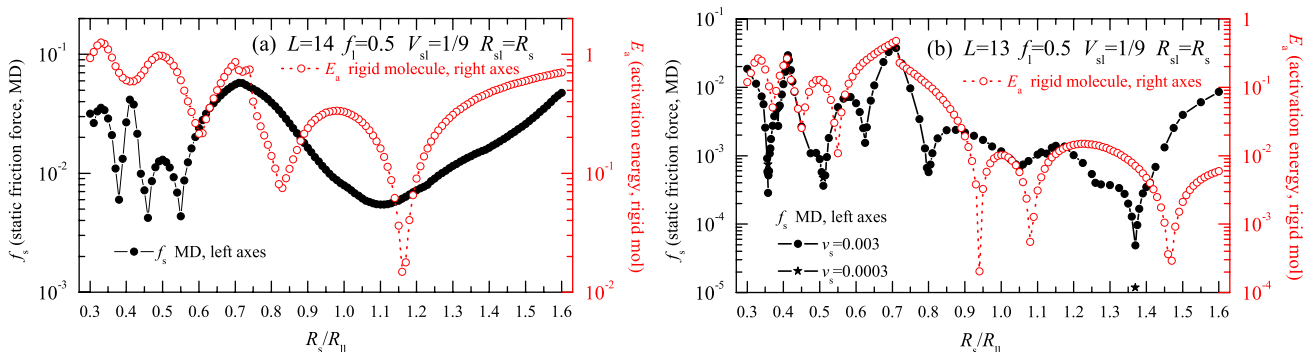 (a) L=14 f_l=0.5 V_sl=1/9 R_sl=R_s
E_a rigid molecule, right axes
f_s MD, left axes
f_s (static friction force, MD)
10^-1
10^-2
10^-3
E_a (activation energy, rigid mol)
1
10^-1
10^-2
0.3 0.4 0.5 0.6 0.7 0.8 0.9 1.0 1.1 1.2 1.3 1.4 1.5 1.6
R_s/R_ll
(b) L=13 f_l=0.5 V_sl=1/9 R_sl=R_s
E_a rigid molecule, right axes
f_s MD, left axes
v_s=0.003
v_s=0.0003
f_s (static friction force, MD)
10^-1
10^-2
10^-3
10^-4
10^-5
E_a (activation energy, rigid mol)
1
10^-1
10^-2
10^-3
10^-4
0.3 0.4 0.5 0.6 0.7 0.8 0.9 1.0 1.1 1.2 1.3 1.4 1.5 1.6
R_s/R_ll